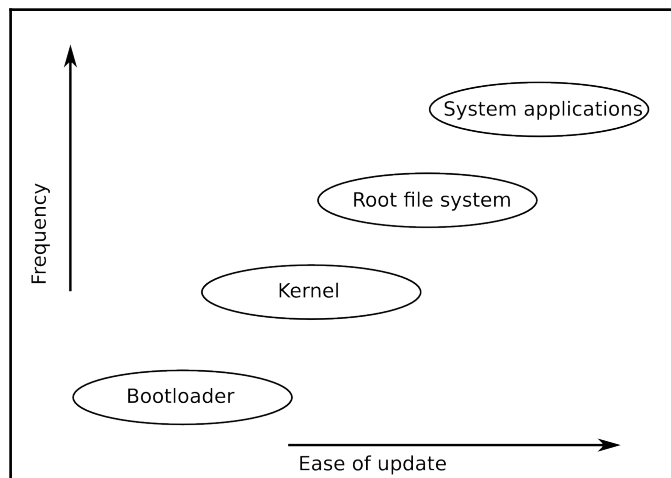 System applications
Root file system
Frequency
Kernel
Bootloader
Ease of update